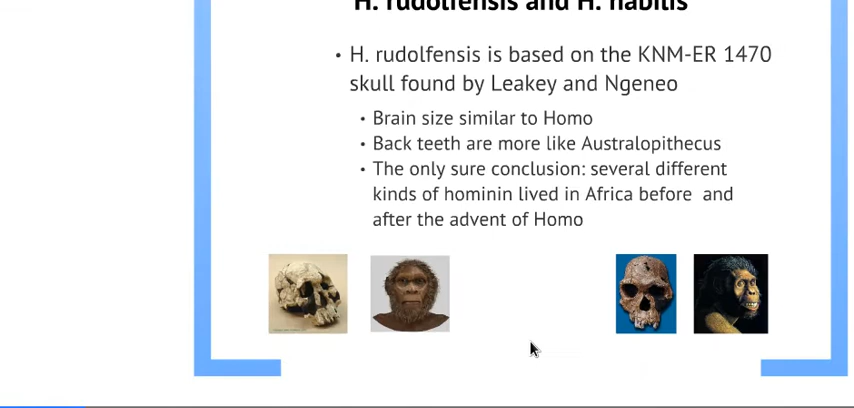 H. rudolfensis and H. habilis
• H. rudolfensis is based on the KNM-ER 1470
skull found by Leakey and Ngeneo
• Brain size similar to Homo
• Back teeth are more like Australopithecus
• The only sure conclusion: several different
kinds of hominin lived in Africa before  and
after the advent of Homo